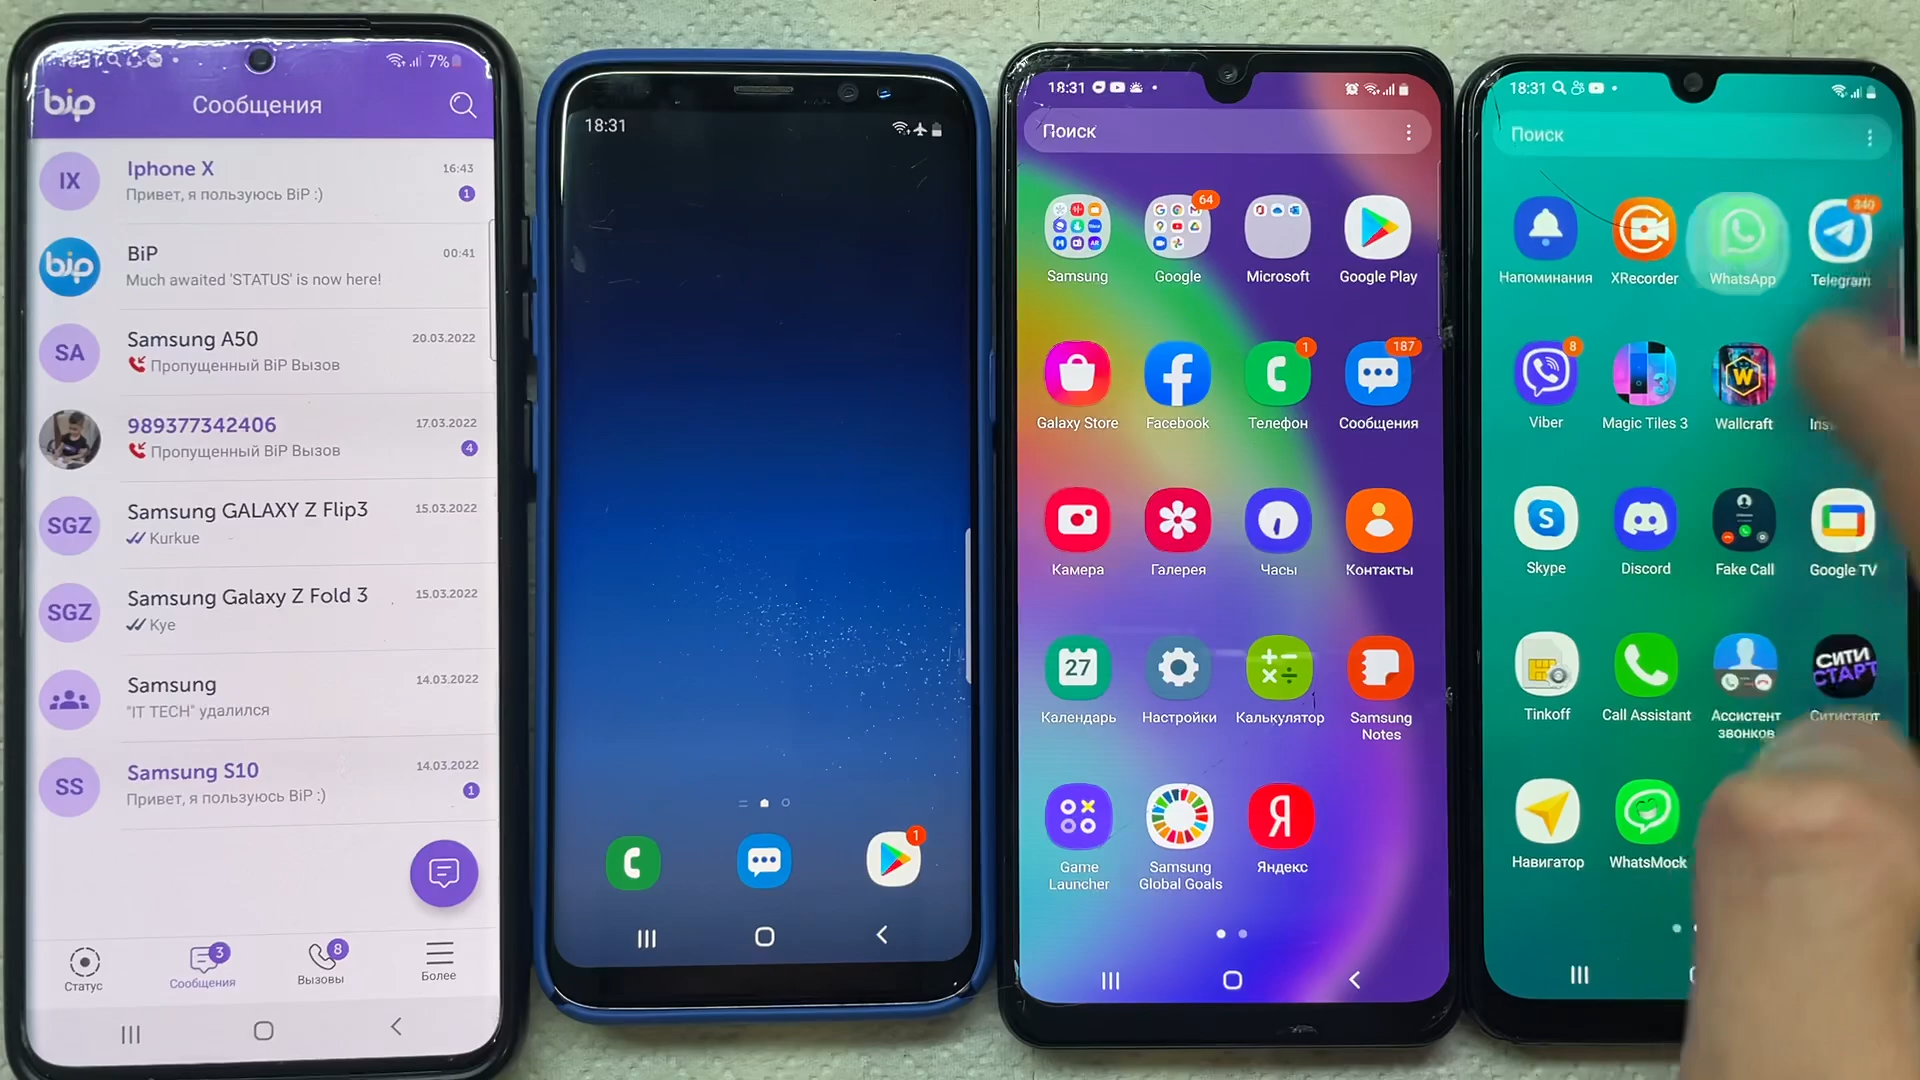 7%
bip
Сообщения
IX
Iphone X
16:43
Привет, я пользуюсь BiP :)
1
bip
BiP
00:41
Much awaited 'STATUS' is now here!
SA
Samsung A50
20.03.2022
Пропущенный BiP Вызов
989377342406
17.03.2022
Пропущенный BiP Вызов
4
SGZ
Samsung GALAXY Z Flip3
15.03.2022
Kurkue
SGZ
Samsung Galaxy Z Fold 3
15.03.2022
Kye
Samsung
14.03.2022
"IT TECH" удалился
SS
Samsung S10
14.03.2022
Привет, я пользуюсь BiP :)
1
3
8
Статус
Сообщения
Вызовы
Более
18:31
1
18:31
Поиск
64
Samsung
Google
Microsoft
Google Play
1
187
Galaxy Store
Facebook
Телефон
Сообщения
Камера
Галерея
Часы
Контакты
27
Календарь
Настройки
Калькулятор
Samsung
Notes
Я
Game
Launcher
Samsung
Global Goals
Яндекс
18:31
Поиск
340
Напоминания
XRecorder
WhatsApp
Telegram
8
3
W
Viber
Magic Tiles 3
Wallcraft
S
Skype
Discord
Fake Call
Google TV
СИТИ
СТАРТ
Tinkoff
Call Assistant
Ассистент
звонков
Ситистарт
Навигатор
WhatsMock